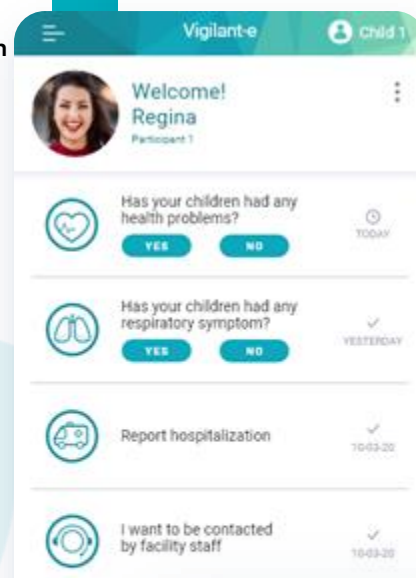 n
Vigilant-e
Child 1
Welcome!
Regina
Participant 1
Has your children had any
health problems?
YES NO
TODAY
Has your children had any
respiratory symptom?
YES NO
YESTERDAY
Report hospitalization
10-03-20
I want to be contacted
by facility staff
10-03-20